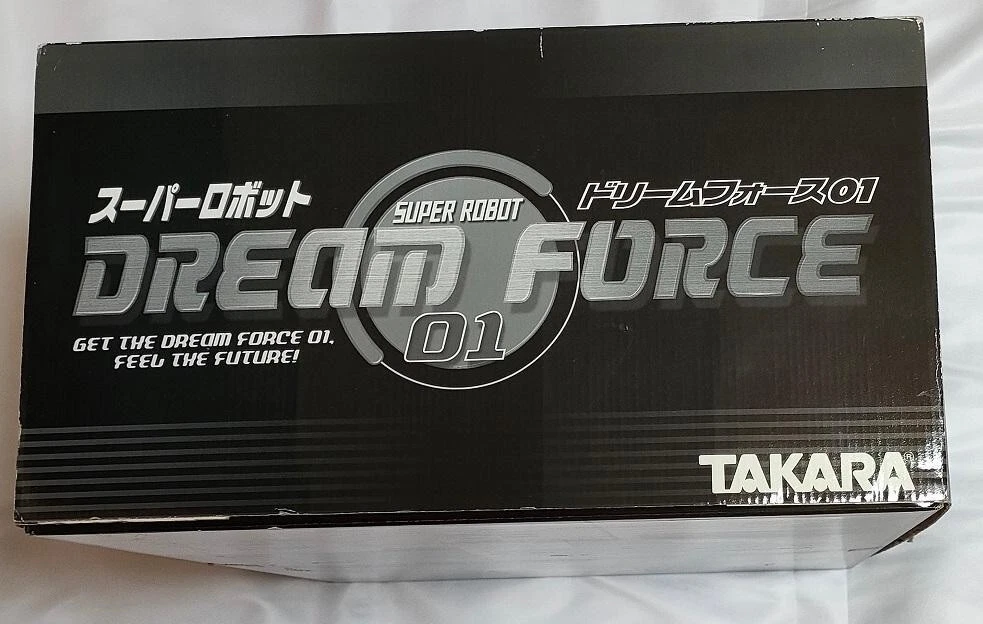 スーパーロボット
SUPER ROBOT
ドリームフォース01
DREAM FORCE
01
GET THE DREAM FORCE 01,
FEEL THE FUTURE!
TAKARA®